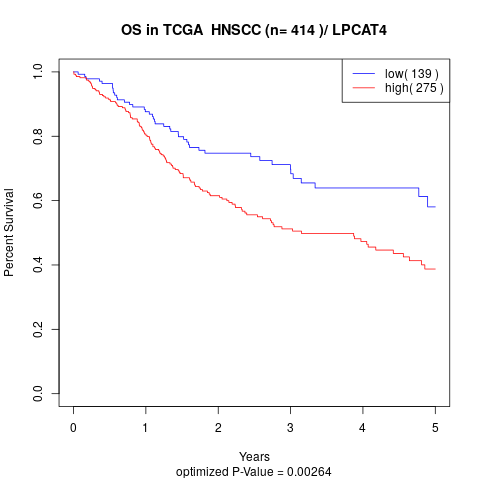 OS in TCGA  HNSCC (n= 414 )/ LPCAT4
low( 139 )
high( 275 )
Percent Survival
1.0
0.8
0.6
0.4
0.2
0.0
0 1 2 3 4 5
Years
optimized P-Value = 0.00264